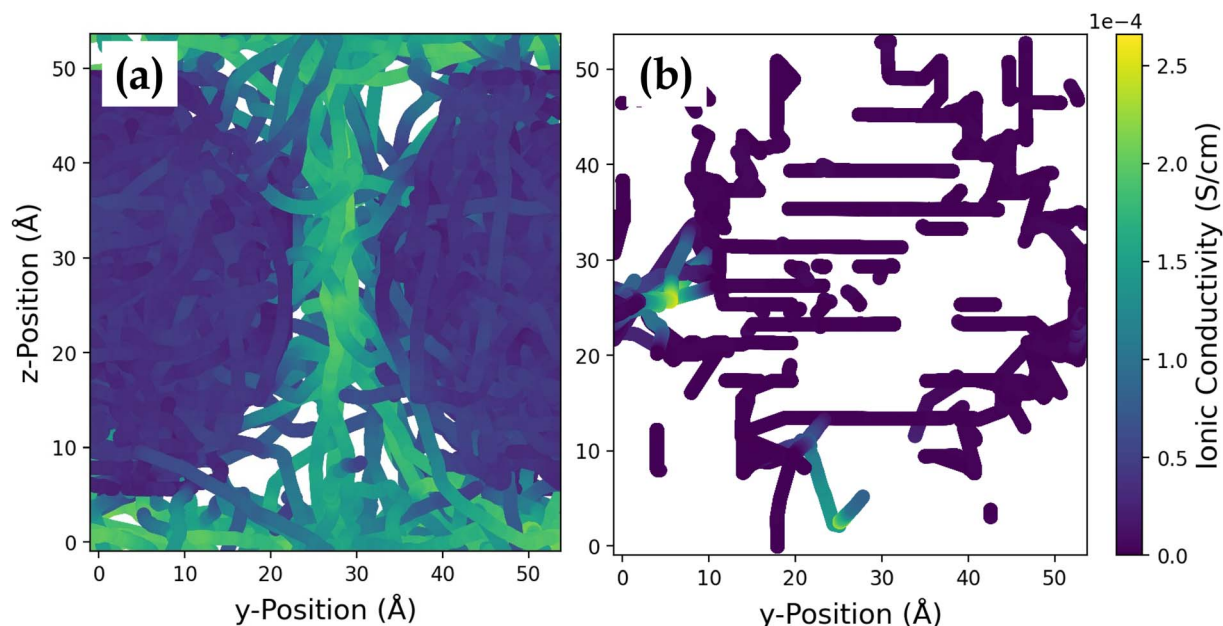 1e−4
(a)
(b)
50
40
30
20
10
0
z-Position (Å)
0 10 20 30 40 50
y-Position (Å)
50
40
30
20
10
0
0 10 20 30 40 50
y-Position (Å)
2.5
2.0
1.5
1.0
0.5
0.0
Ionic Conductivity (S/cm)